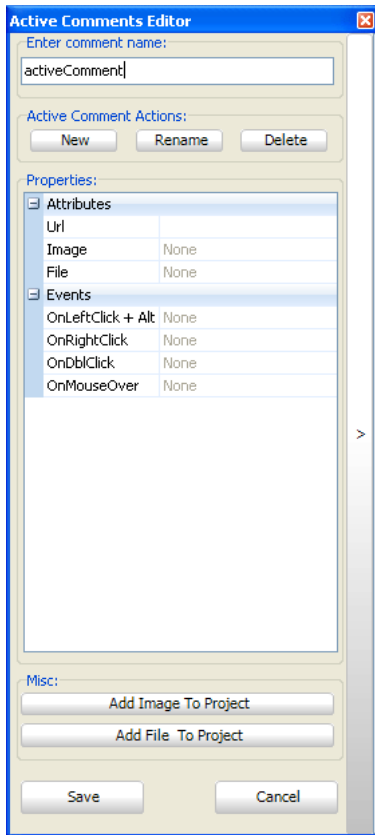 Active Comments Editor
Enter comment name:
activeComment
Active Comment Actions:
New Rename Delete
Properties:
Attributes
Url
Image None
File None
Events
OnLeftClick + Alt None
OnRightClick None
OnDblClick None
OnMouseOver None
>
Misc:
Add Image To Project
Add File To Project
Save Cancel